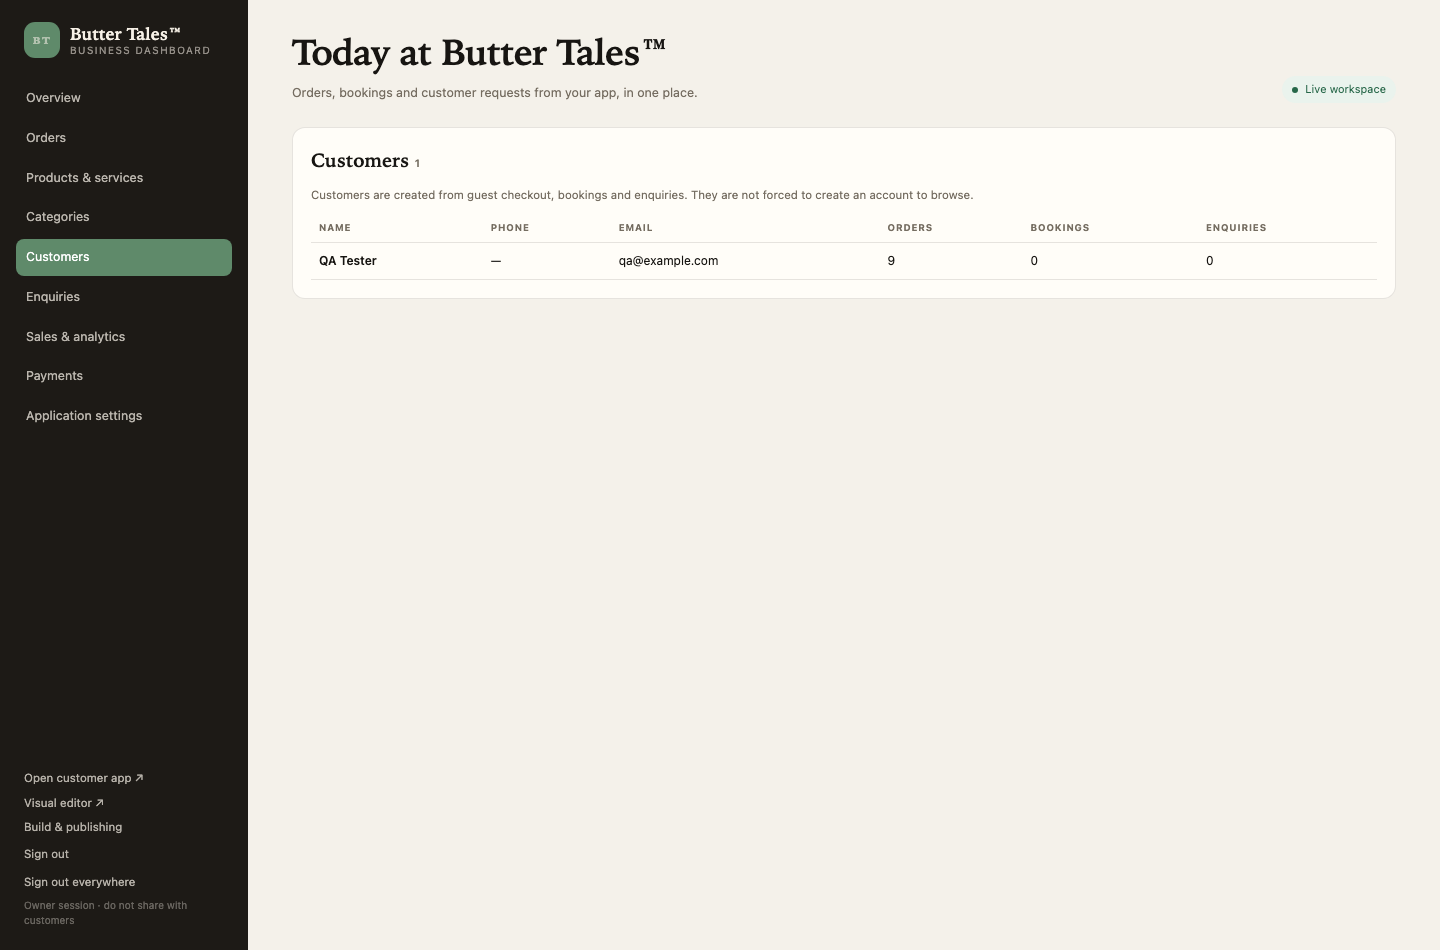 BT
Butter Tales™
BUSINESS DASHBOARD
Overview
Orders
Products & services
Categories
Customers
Enquiries
Sales & analytics
Payments
Application settings
Open customer app ↗
Visual editor ↗
Build & publishing
Sign out
Sign out everywhere
Owner session · do not share with
customers
Today at Butter Tales™
Orders, bookings and customer requests from your app, in one place.
Live workspace
Customers 1
Customers are created from guest checkout, bookings and enquiries. They are not forced to create an account to browse.
NAME PHONE EMAIL ORDERS BOOKINGS ENQUIRIES
QA Tester — qa@example.com 9 0 0